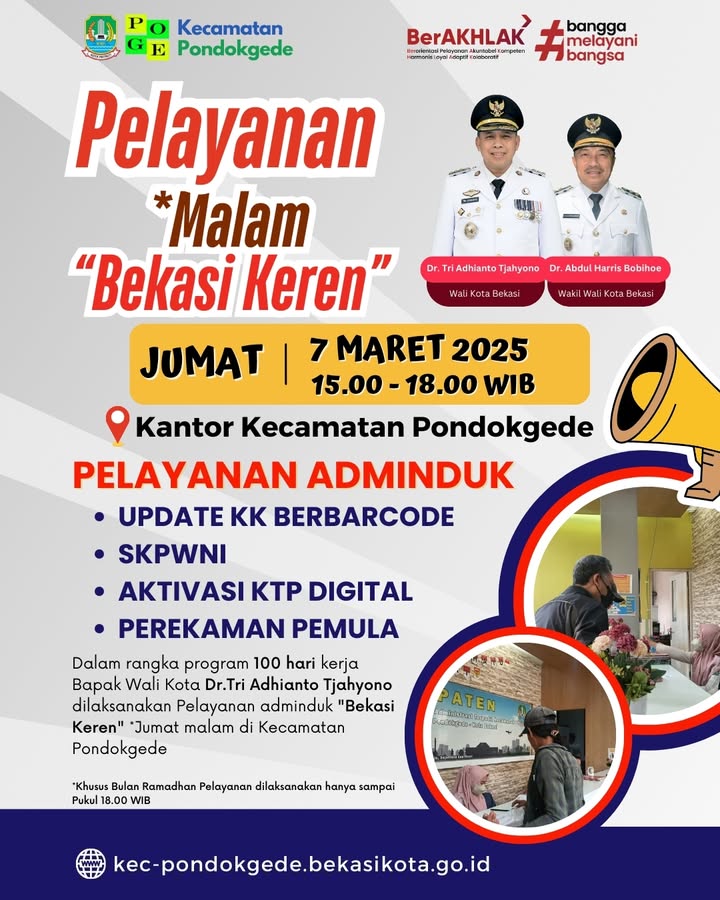 POGE
Kecamatan
Pondokgede
BerAKHLAK
Berorientasi Pelayanan Akuntabel Kompeten
Harmonis Loyal Adaptif Kolaboratif
#bangga
melayani
bangsa
Pelayanan
*Malam
“Bekasi Keren”
Dr. Tri Adhianto Tjahyono
Wali Kota Bekasi
Dr. Abdul Harris Bobihoe
Wakil Wali Kota Bekasi
JUMAT | 7 MARET 2025
15.00 - 18.00 WIB
Kantor Kecamatan Pondokgede
PELAYANAN ADMINDUK
• UPDATE KK BERBARCODE
• SKPWNI
• AKTIVASI KTP DIGITAL
• PEREKAMAN PEMULA
Dalam rangka program 100 hari kerja
Bapak Wali Kota Dr.Tri Adhianto Tjahyono
dilaksanakan Pelayanan adminduk "Bekasi
Keren" *Jumat malam di Kecamatan
Pondokgede
PATEN
*Khusus Bulan Ramadhan Pelayanan dilaksanakan hanya sampai
Pukul 18.00 WIB
kec-pondokgede.bekasikota.go.id